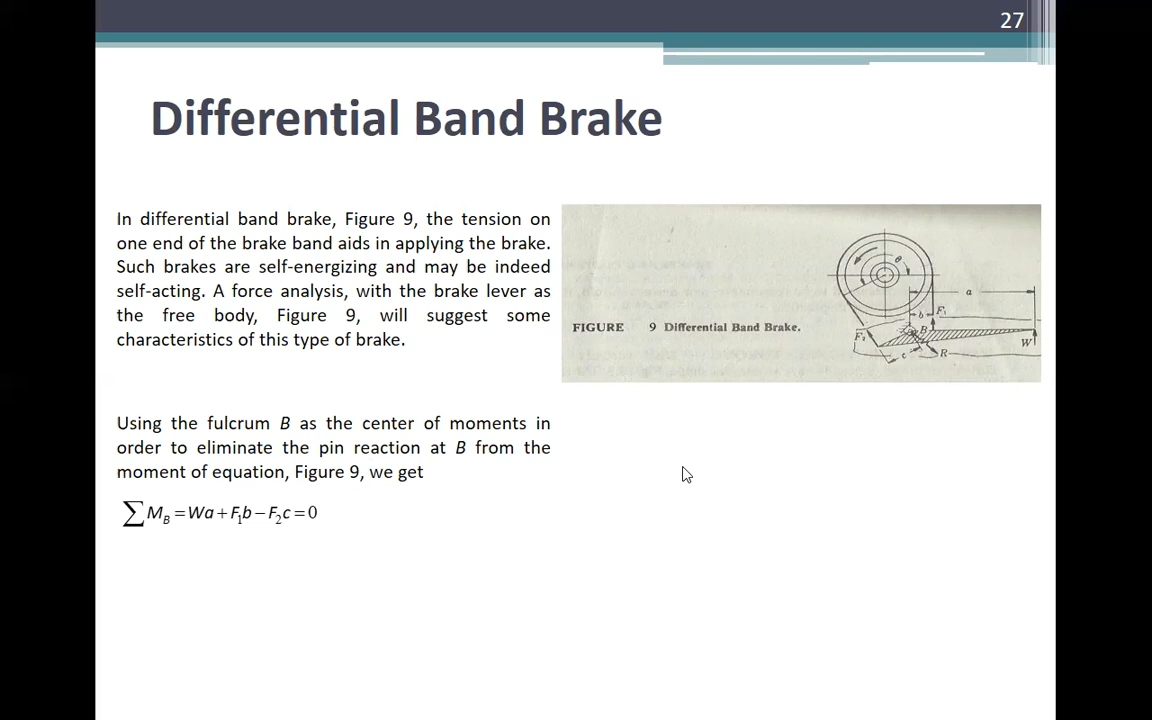 27
Differential Band Brake
In differential band brake, Figure 9, the tension on
one end of the brake band aids in applying the brake.
Such brakes are self-energizing and may be indeed
self-acting. A force analysis, with the brake lever as
the free body, Figure 9, will suggest some
characteristics of this type of brake.
θ
a
b F₁
FIGURE 9 Differential Band Brake.
F₂ B
W
c R
Using the fulcrum B as the center of moments in
order to eliminate the pin reaction at B from the
moment of equation, Figure 9, we get
∑M_B = Wa + F₁b − F₂c = 0